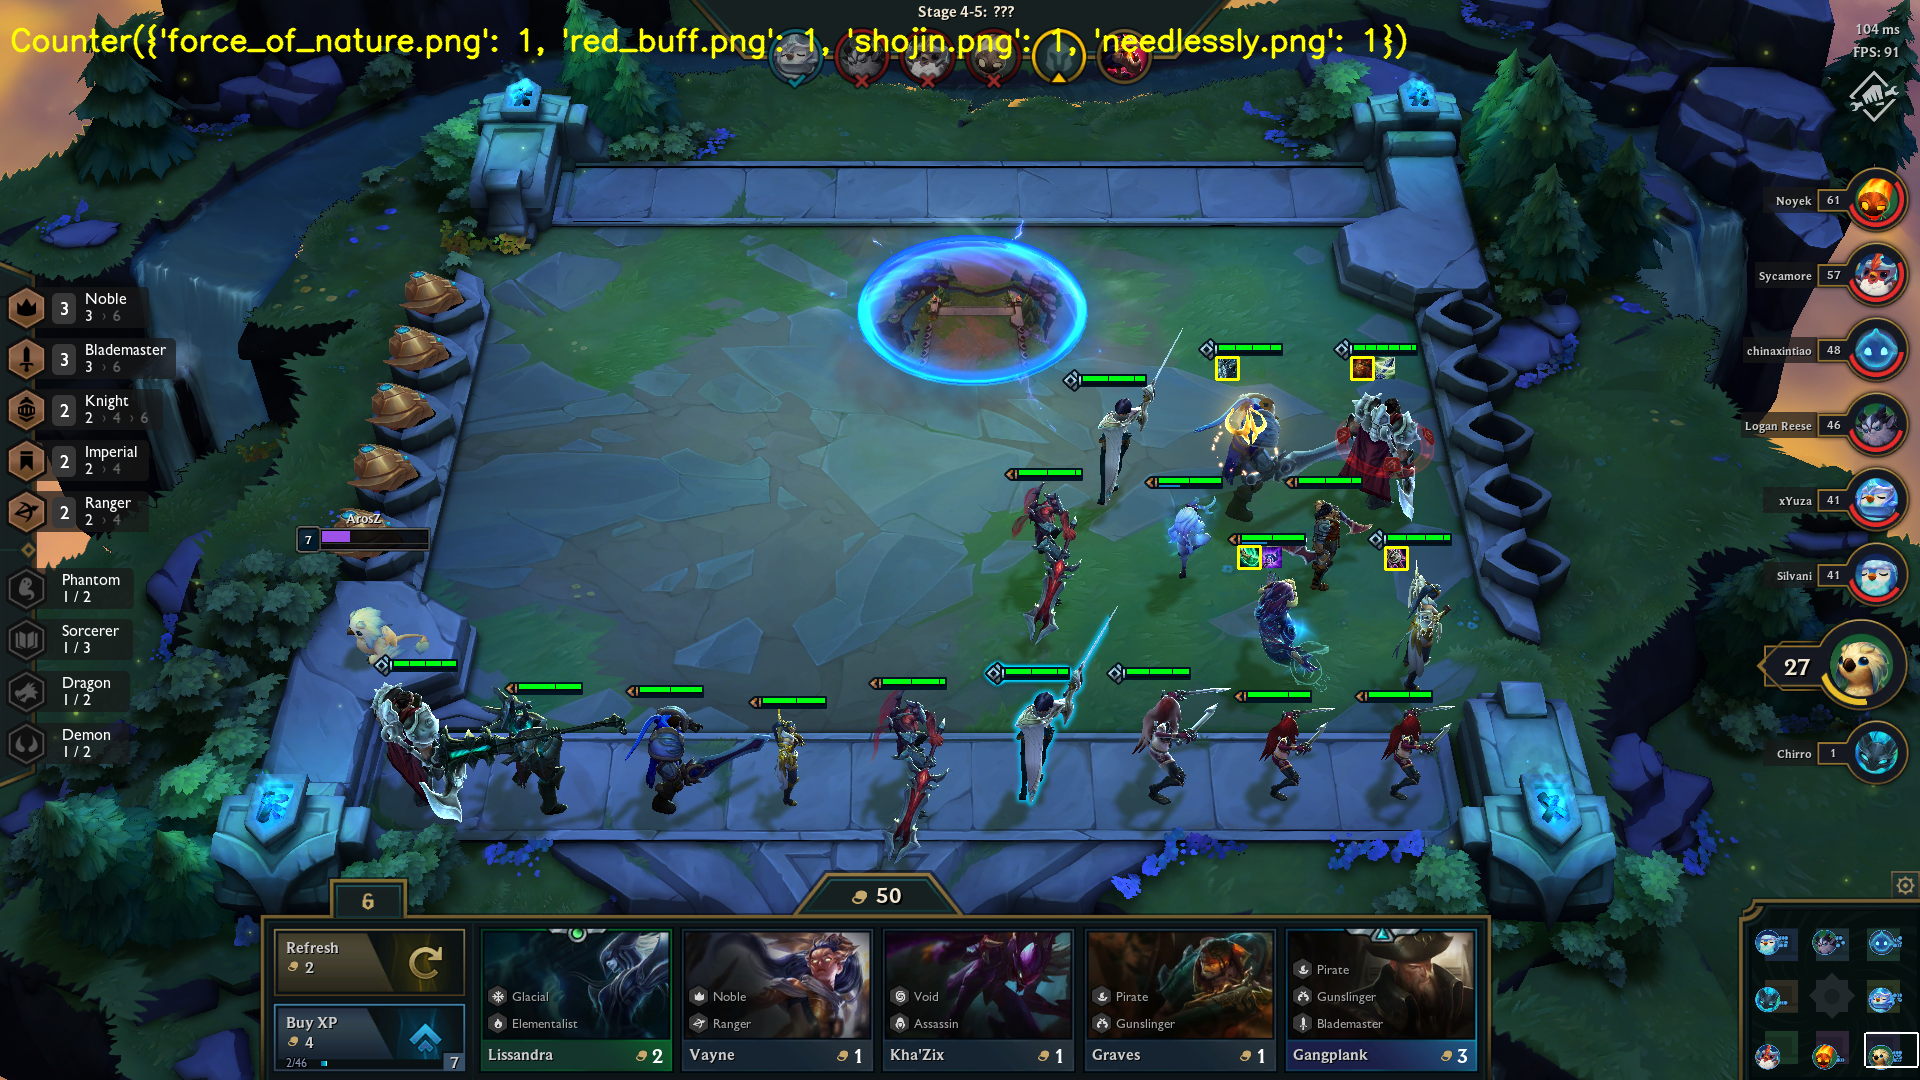 Stage 4-5: ???
Counter({'force_of_nature.png': 1, 'red_buff.png': 1, 'shojin.png': 1, 'needlessly.png': 1})
104 ms
FPS: 91
Noyek 61
Sycamore 57
chinaxintiao 48
Logan Reese 46
xYuza 41
Silvani 41
27
Chirro 1
3 Noble
3 › 6
3 Blademaster
3 › 6
2 Knight
2 › 4 › 6
2 Imperial
2 › 4
2 Ranger
2 › 4
Phantom
1 / 2
Sorcerer
1 / 3
Dragon
1 / 2
Demon
1 / 2
ArosZ
7
6
50
Refresh
2
Buy XP
4
2/46
7
Glacial
Elementalist
Lissandra 2
Noble
Ranger
Vayne 1
Void
Assassin
Kha'Zix 1
Pirate
Gunslinger
Graves 1
Pirate
Gunslinger
Blademaster
Gangplank 3